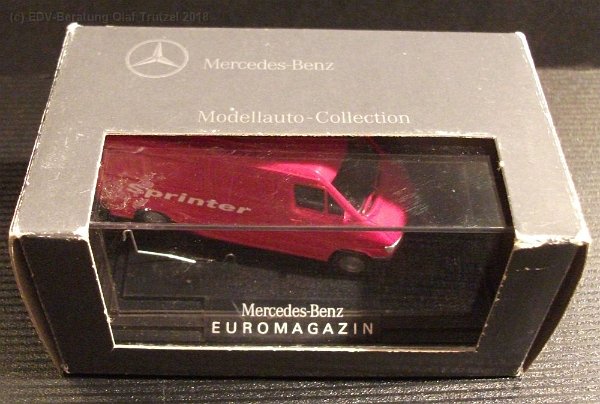 (c) EDV-Beratung Olaf Trutzel 2018
Mercedes-Benz
Modellauto-Collection
Sprinter
Mercedes-Benz
EUROMAGAZIN